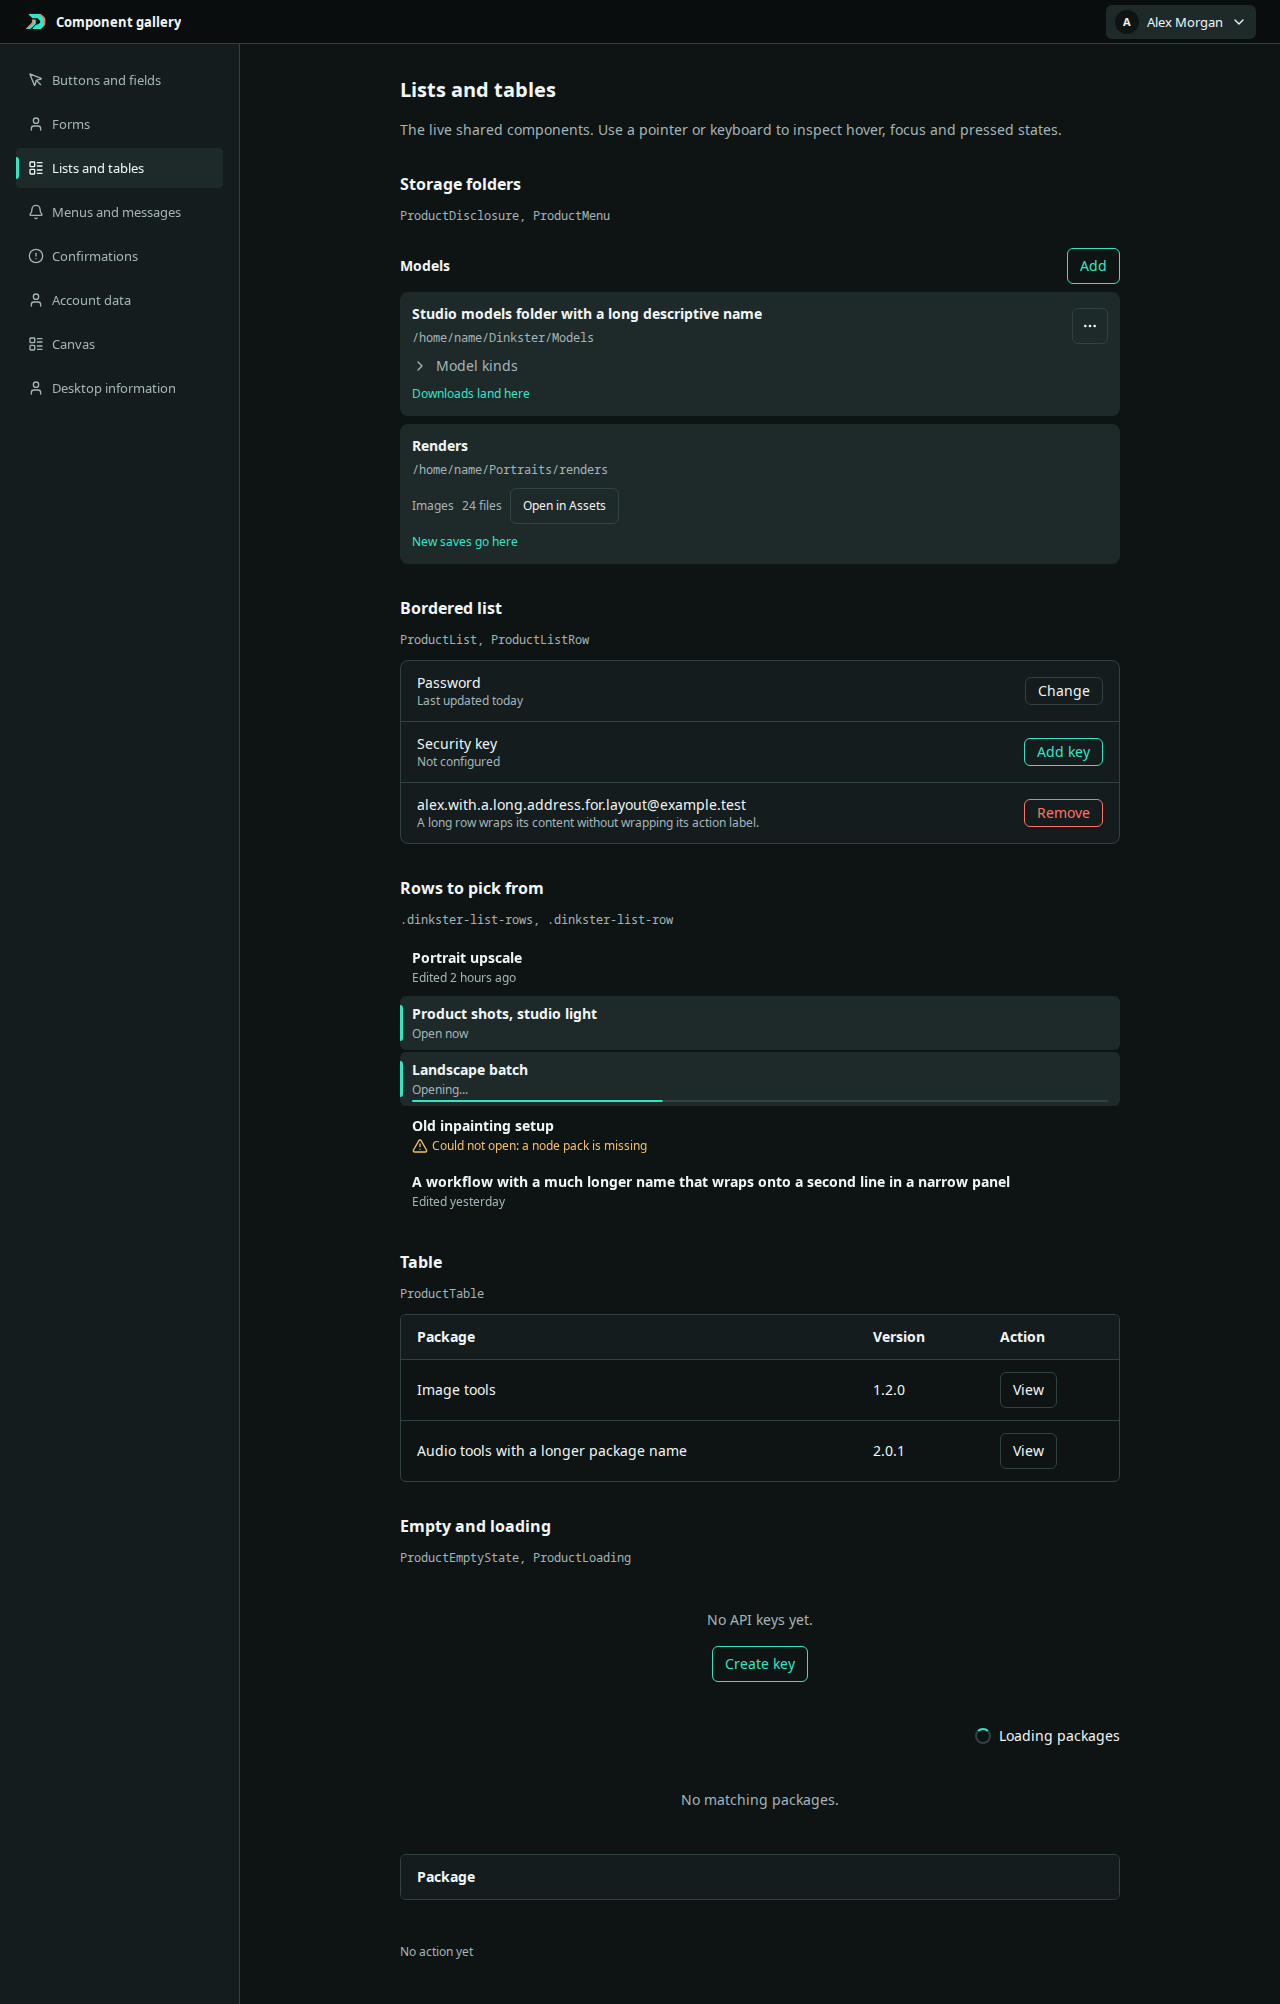 Component gallery
A
Alex Morgan
Buttons and fields
Forms
Lists and tables
Menus and messages
Confirmations
Account data
Canvas
Desktop information
Lists and tables
The live shared components. Use a pointer or keyboard to inspect hover, focus and pressed states.
Storage folders
ProductDisclosure, ProductMenu
Models
Add
Studio models folder with a long descriptive name
/home/name/Dinkster/Models
Model kinds
Downloads land here
Renders
/home/name/Portraits/renders
Images 24 files Open in Assets
New saves go here
Bordered list
ProductList, ProductListRow
Password
Last updated today
Change
Security key
Not configured
Add key
alex.with.a.long.address.for.layout@example.test
A long row wraps its content without wrapping its action label.
Remove
Rows to pick from
.dinkster-list-rows, .dinkster-list-row
Portrait upscale
Edited 2 hours ago
Product shots, studio light
Open now
Landscape batch
Opening...
Old inpainting setup
Could not open: a node pack is missing
A workflow with a much longer name that wraps onto a second line in a narrow panel
Edited yesterday
Table
ProductTable
Package Version Action
Image tools 1.2.0 View
Audio tools with a longer package name 2.0.1 View
Empty and loading
ProductEmptyState, ProductLoading
No API keys yet.
Create key
Loading packages
No matching packages.
Package
No action yet